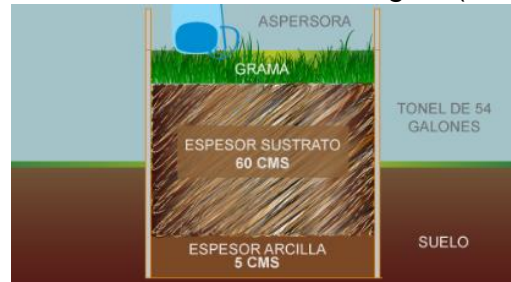 ASPERSORA
GRAMA
TONEL DE 54
GALONES
ESPESOR SUSTRATO
60 CMS
SUELO
ESPESOR ARCILLA
5 CMS